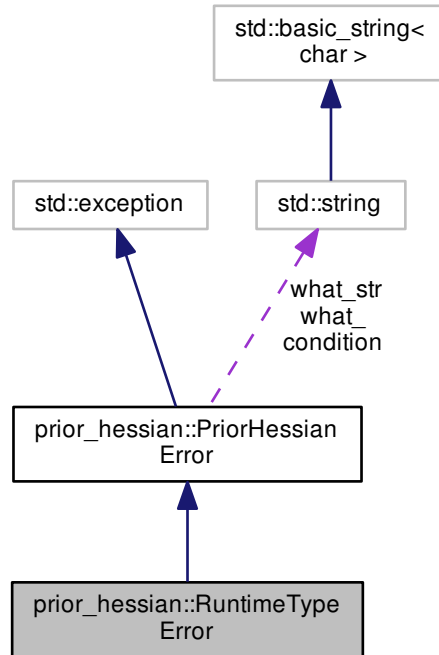 std::basic_string<
char >
std::exception
std::string
what_str
what_
condition
prior_hessian::PriorHessian
Error
prior_hessian::RuntimeType
Error